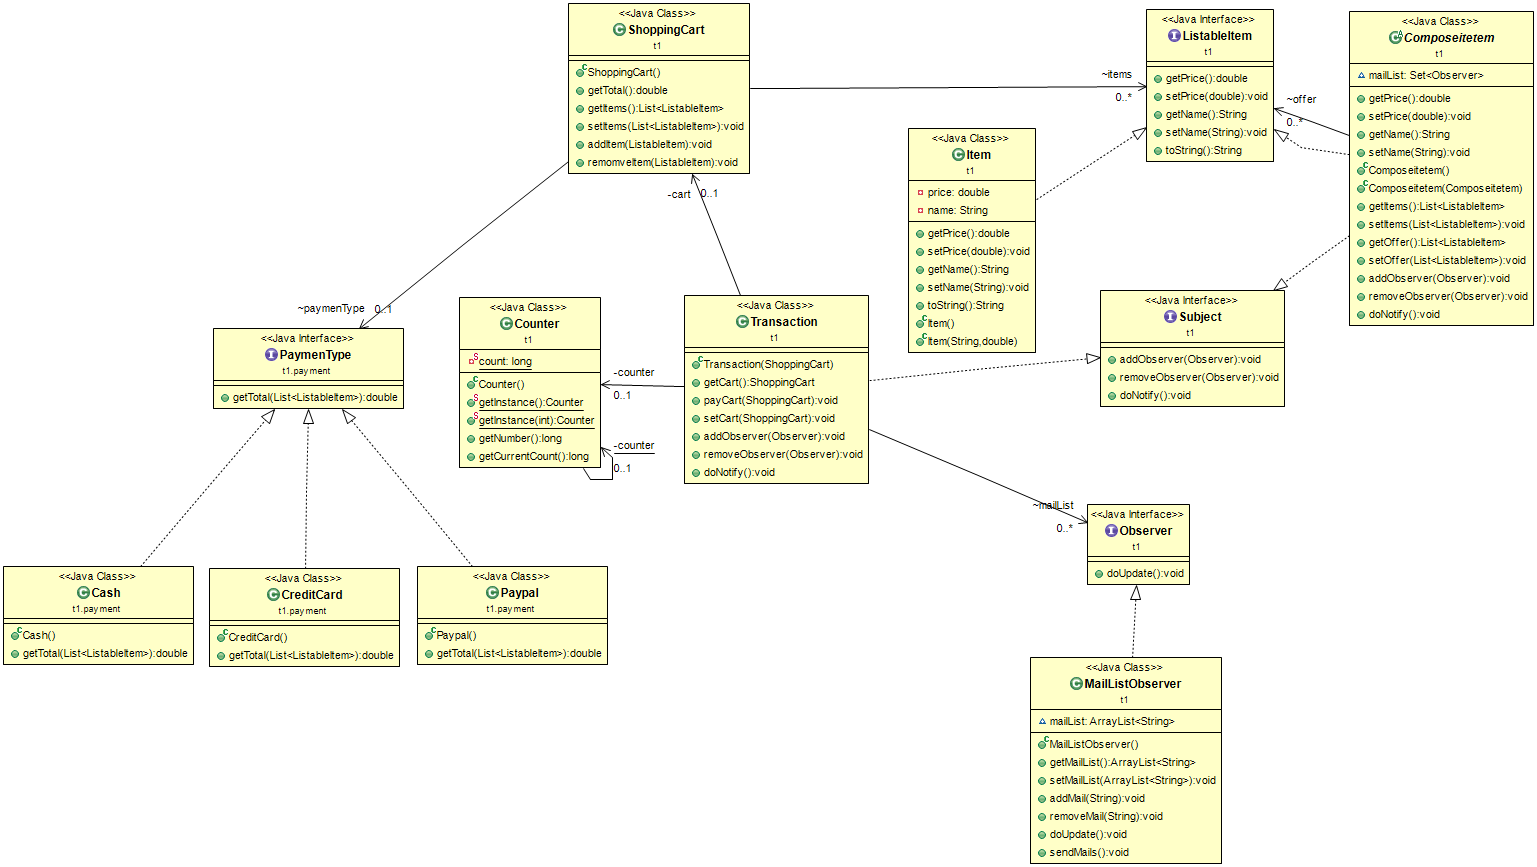 <<Java Class>>
ShoppingCart
t1
ShoppingCart()
getTotal():double
getItems():List<ListableItem>
setItems(List<ListableItem>):void
addItem(ListableItem):void
remomveItem(ListableItem):void
~items
0..*
<<Java Interface>>
ListableItem
t1
getPrice():double
setPrice(double):void
getName():String
setName(String):void
toString():String
~offer
0..*
<<Java Class>>
Composeitetem
t1
mailList: Set<Observer>
getPrice():double
setPrice(double):void
getName():String
setName(String):void
Composeitetem()
Composeitetem(Composeitetem)
getItems():List<ListableItem>
setItems(List<ListableItem>):void
getOffer():List<ListableItem>
setOffer(List<ListableItem>):void
addObserver(Observer):void
removeObserver(Observer):void
doNotify():void
<<Java Class>>
Item
t1
price: double
name: String
getPrice():double
setPrice(double):void
getName():String
setName(String):void
toString():String
Item()
Item(String,double)
-cart
0..1
~paymenType
0..1
<<Java Interface>>
PaymenType
t1.payment
getTotal(List<ListableItem>):double
<<Java Class>>
Counter
t1
count: long
Counter()
getInstance():Counter
getInstance(int):Counter
getNumber():long
getCurrentCount():long
-counter
0..1
-counter
0..1
<<Java Class>>
Transaction
t1
Transaction(ShoppingCart)
getCart():ShoppingCart
payCart(ShoppingCart):void
setCart(ShoppingCart):void
addObserver(Observer):void
removeObserver(Observer):void
doNotify():void
<<Java Interface>>
Subject
t1
addObserver(Observer):void
removeObserver(Observer):void
doNotify():void
~mailList
0..*
<<Java Interface>>
Observer
t1
doUpdate():void
<<Java Class>>
Cash
t1.payment
Cash()
getTotal(List<ListableItem>):double
<<Java Class>>
CreditCard
t1.payment
CreditCard()
getTotal(List<ListableItem>):double
<<Java Class>>
Paypal
t1.payment
Paypal()
getTotal(List<ListableItem>):double
<<Java Class>>
MailListObserver
t1
mailList: ArrayList<String>
MailListObserver()
getMailList():ArrayList<String>
setMailList(ArrayList<String>):void
addMail(String):void
removeMail(String):void
doUpdate():void
sendMails():void